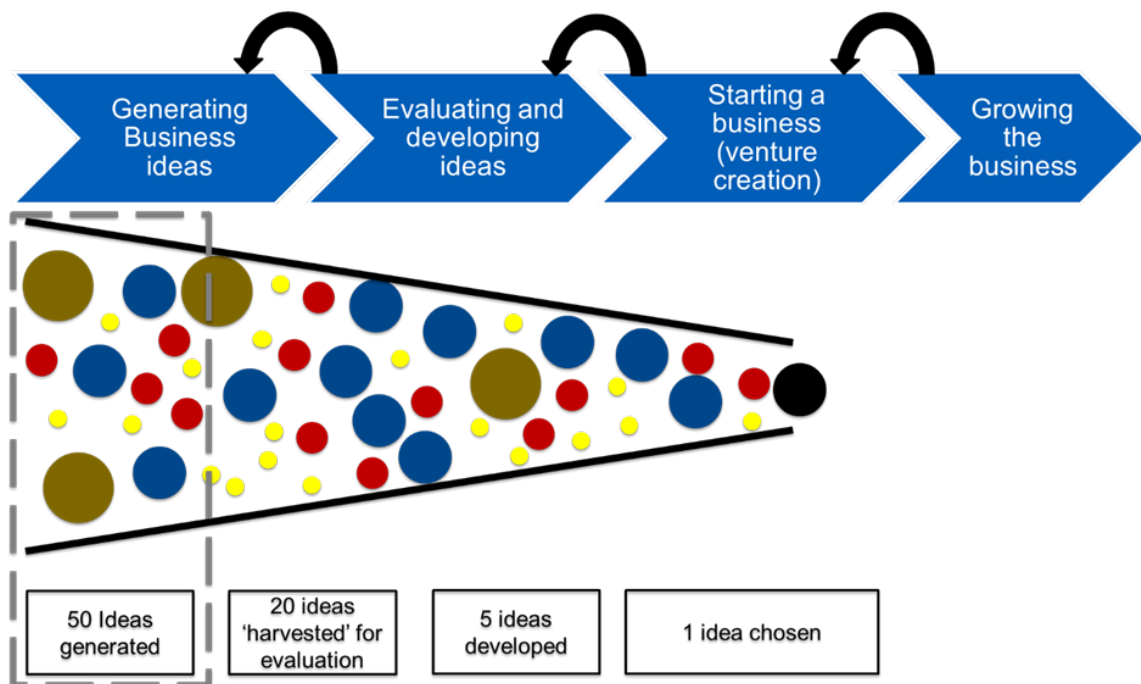 Generating
Business
ideas
Evaluating and
developing
ideas
Starting a
business
(venture
creation)
Growing
the
business
50 Ideas
generated
20 ideas
‘harvested’ for
evaluation
5 ideas
developed
1 idea chosen